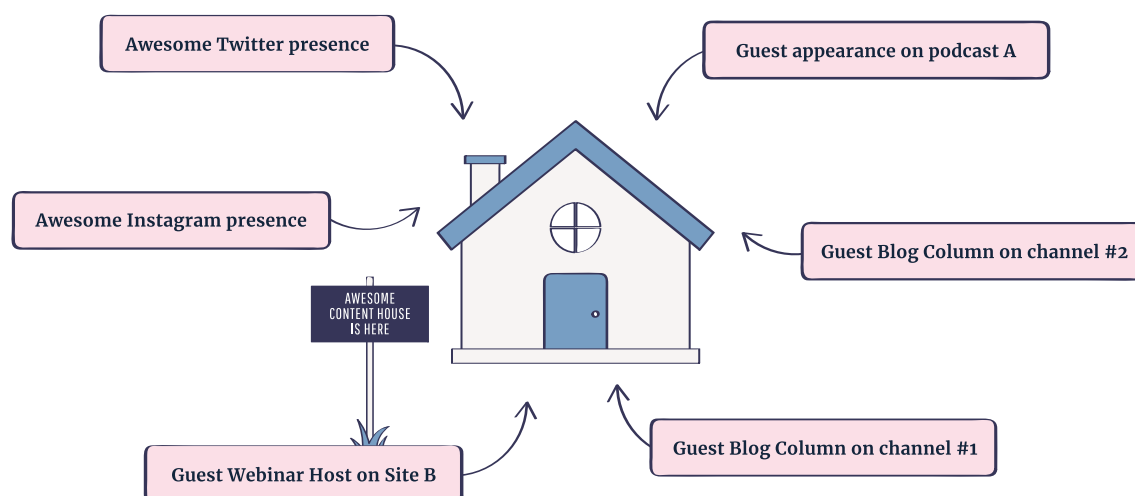 Awesome Twitter presence
Guest appearance on podcast A
Awesome Instagram presence
Guest Blog Column on channel #2
AWESOME
CONTENT HOUSE
IS HERE
Guest Blog Column on channel #1
Guest Webinar Host on Site B